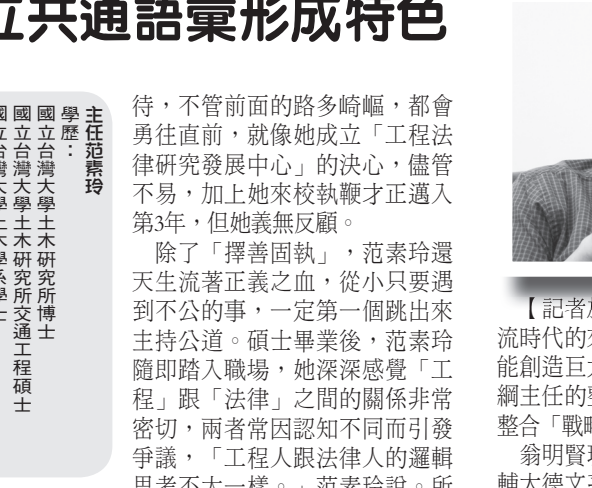 立共通語彙形成特色
主任范素玲
學歷：
國立台灣大學土木研究所博士
國立台灣大學土木研究所交通工程碩士
國立台灣大學土木學系學士
待，不管前面的路多崎嶇，都會
勇往直前，就像她成立「工程法
律研究發展中心」的決心，儘管
不易，加上她來校執鞭才正邁入
第3年，但她義無反顧。
除了「擇善固執」，范素玲還
天生流著正義之血，從小只要遇
到不公的事，一定第一個跳出來
主持公道。碩士畢業後，范素玲
隨即踏入職場，她深深感覺「工
程」跟「法律」之間的關係非常
密切，兩者常因認知不同而引發
爭議，「工程人跟法律人的邏輯
思考不太一樣。」范素玲說。所
【記者
流時代的
能創造巨
綱主任的
整合「戰
翁明賢
輔大德文